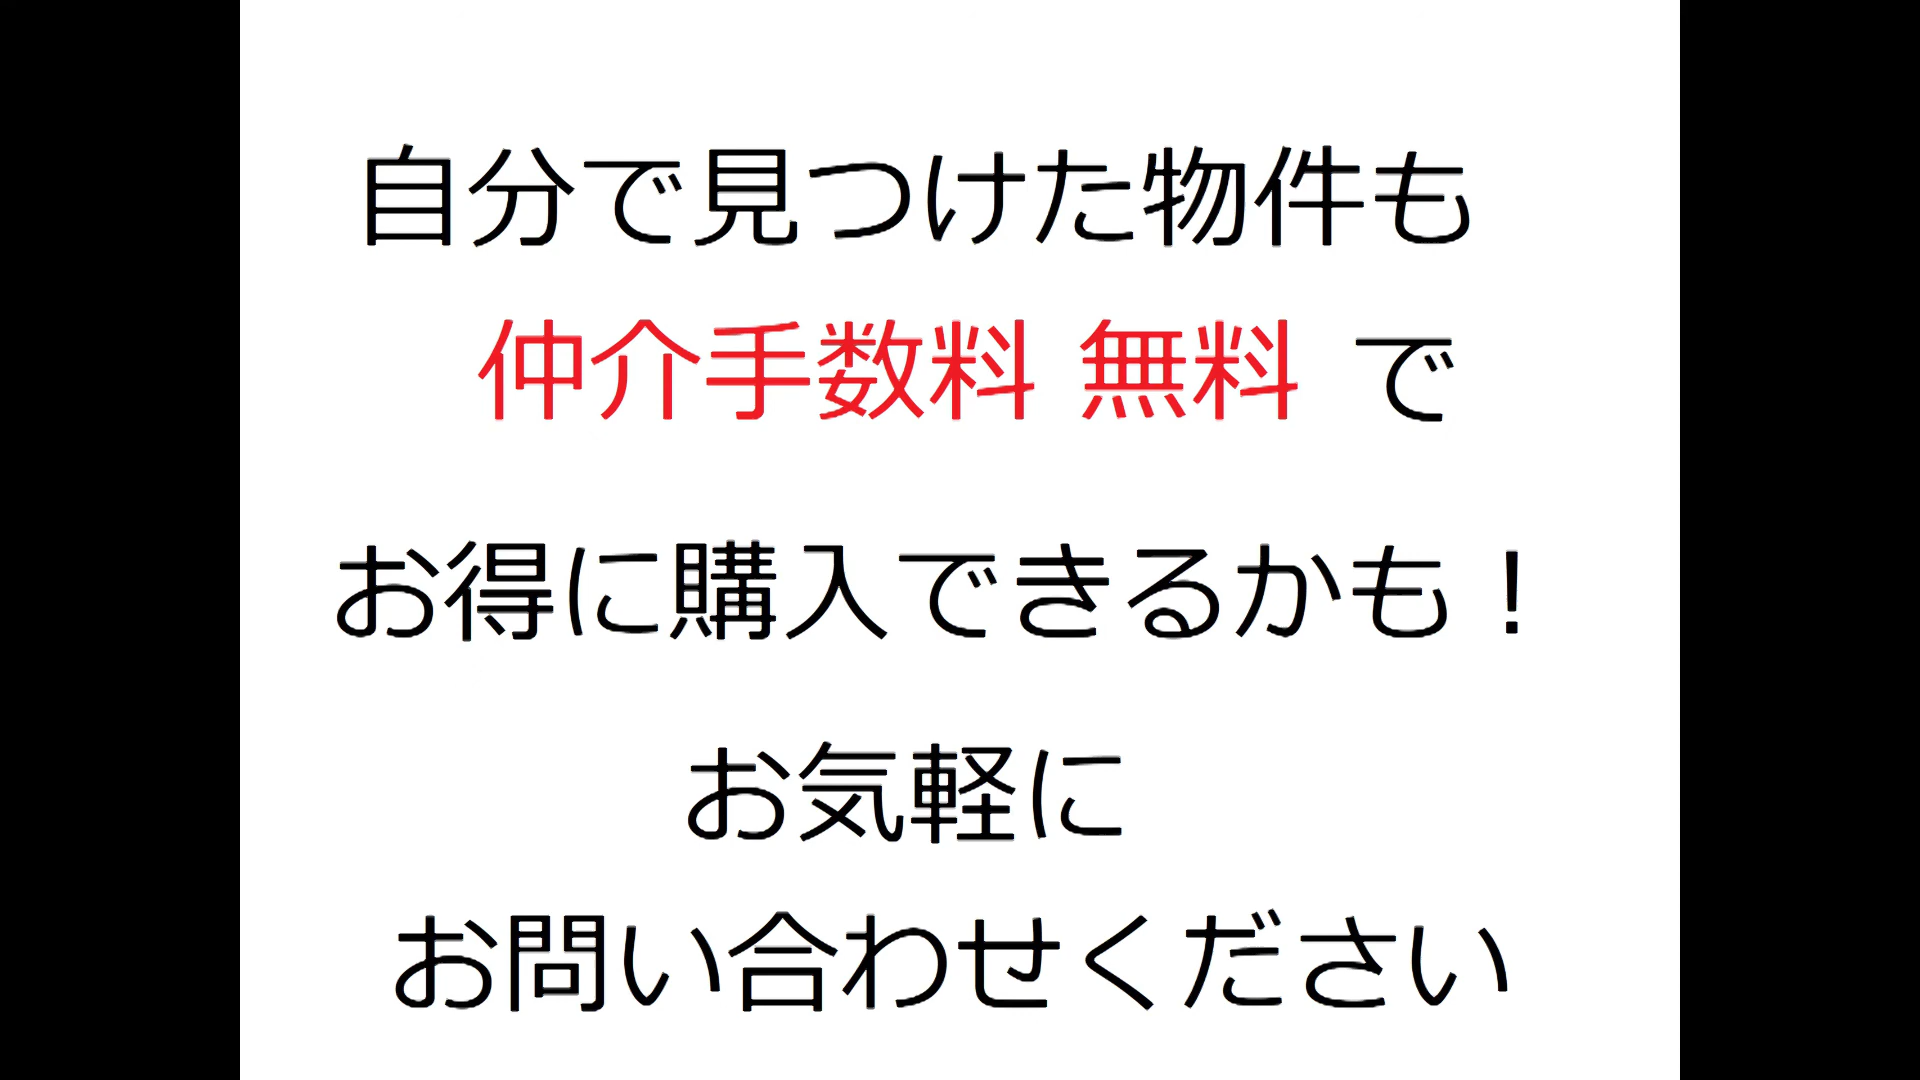 自分で見つけた物件も
仲介手数料 無料 で
お得に購入できるかも！
お気軽に
お問い合わせください